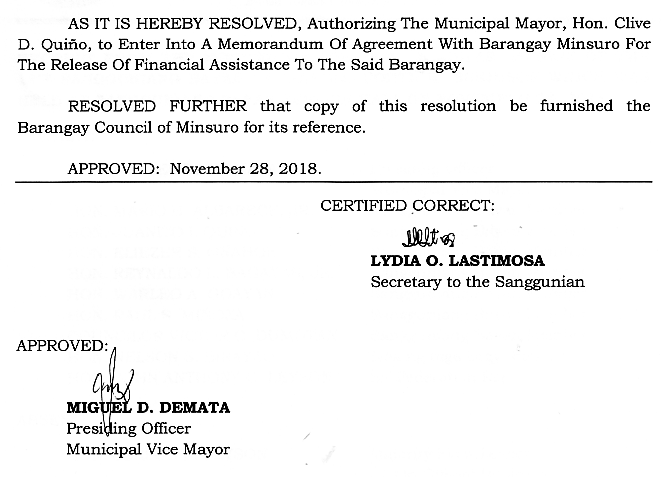 AS IT IS HEREBY RESOLVED, Authorizing The Municipal Mayor, Hon. Clive
D. Quiño, to Enter Into A Memorandum Of Agreement With Barangay Minsuro For
The Release Of Financial Assistance To The Said Barangay.
RESOLVED FURTHER that copy of this resolution be furnished the
Barangay Council of Minsuro for its reference.
APPROVED: November 28, 2018.
CERTIFIED CORRECT:
LYDIA O. LASTIMOSA
Secretary to the Sanggunian
APPROVED:
MIGUEL D. DEMATA
Presiding Officer
Municipal Vice Mayor